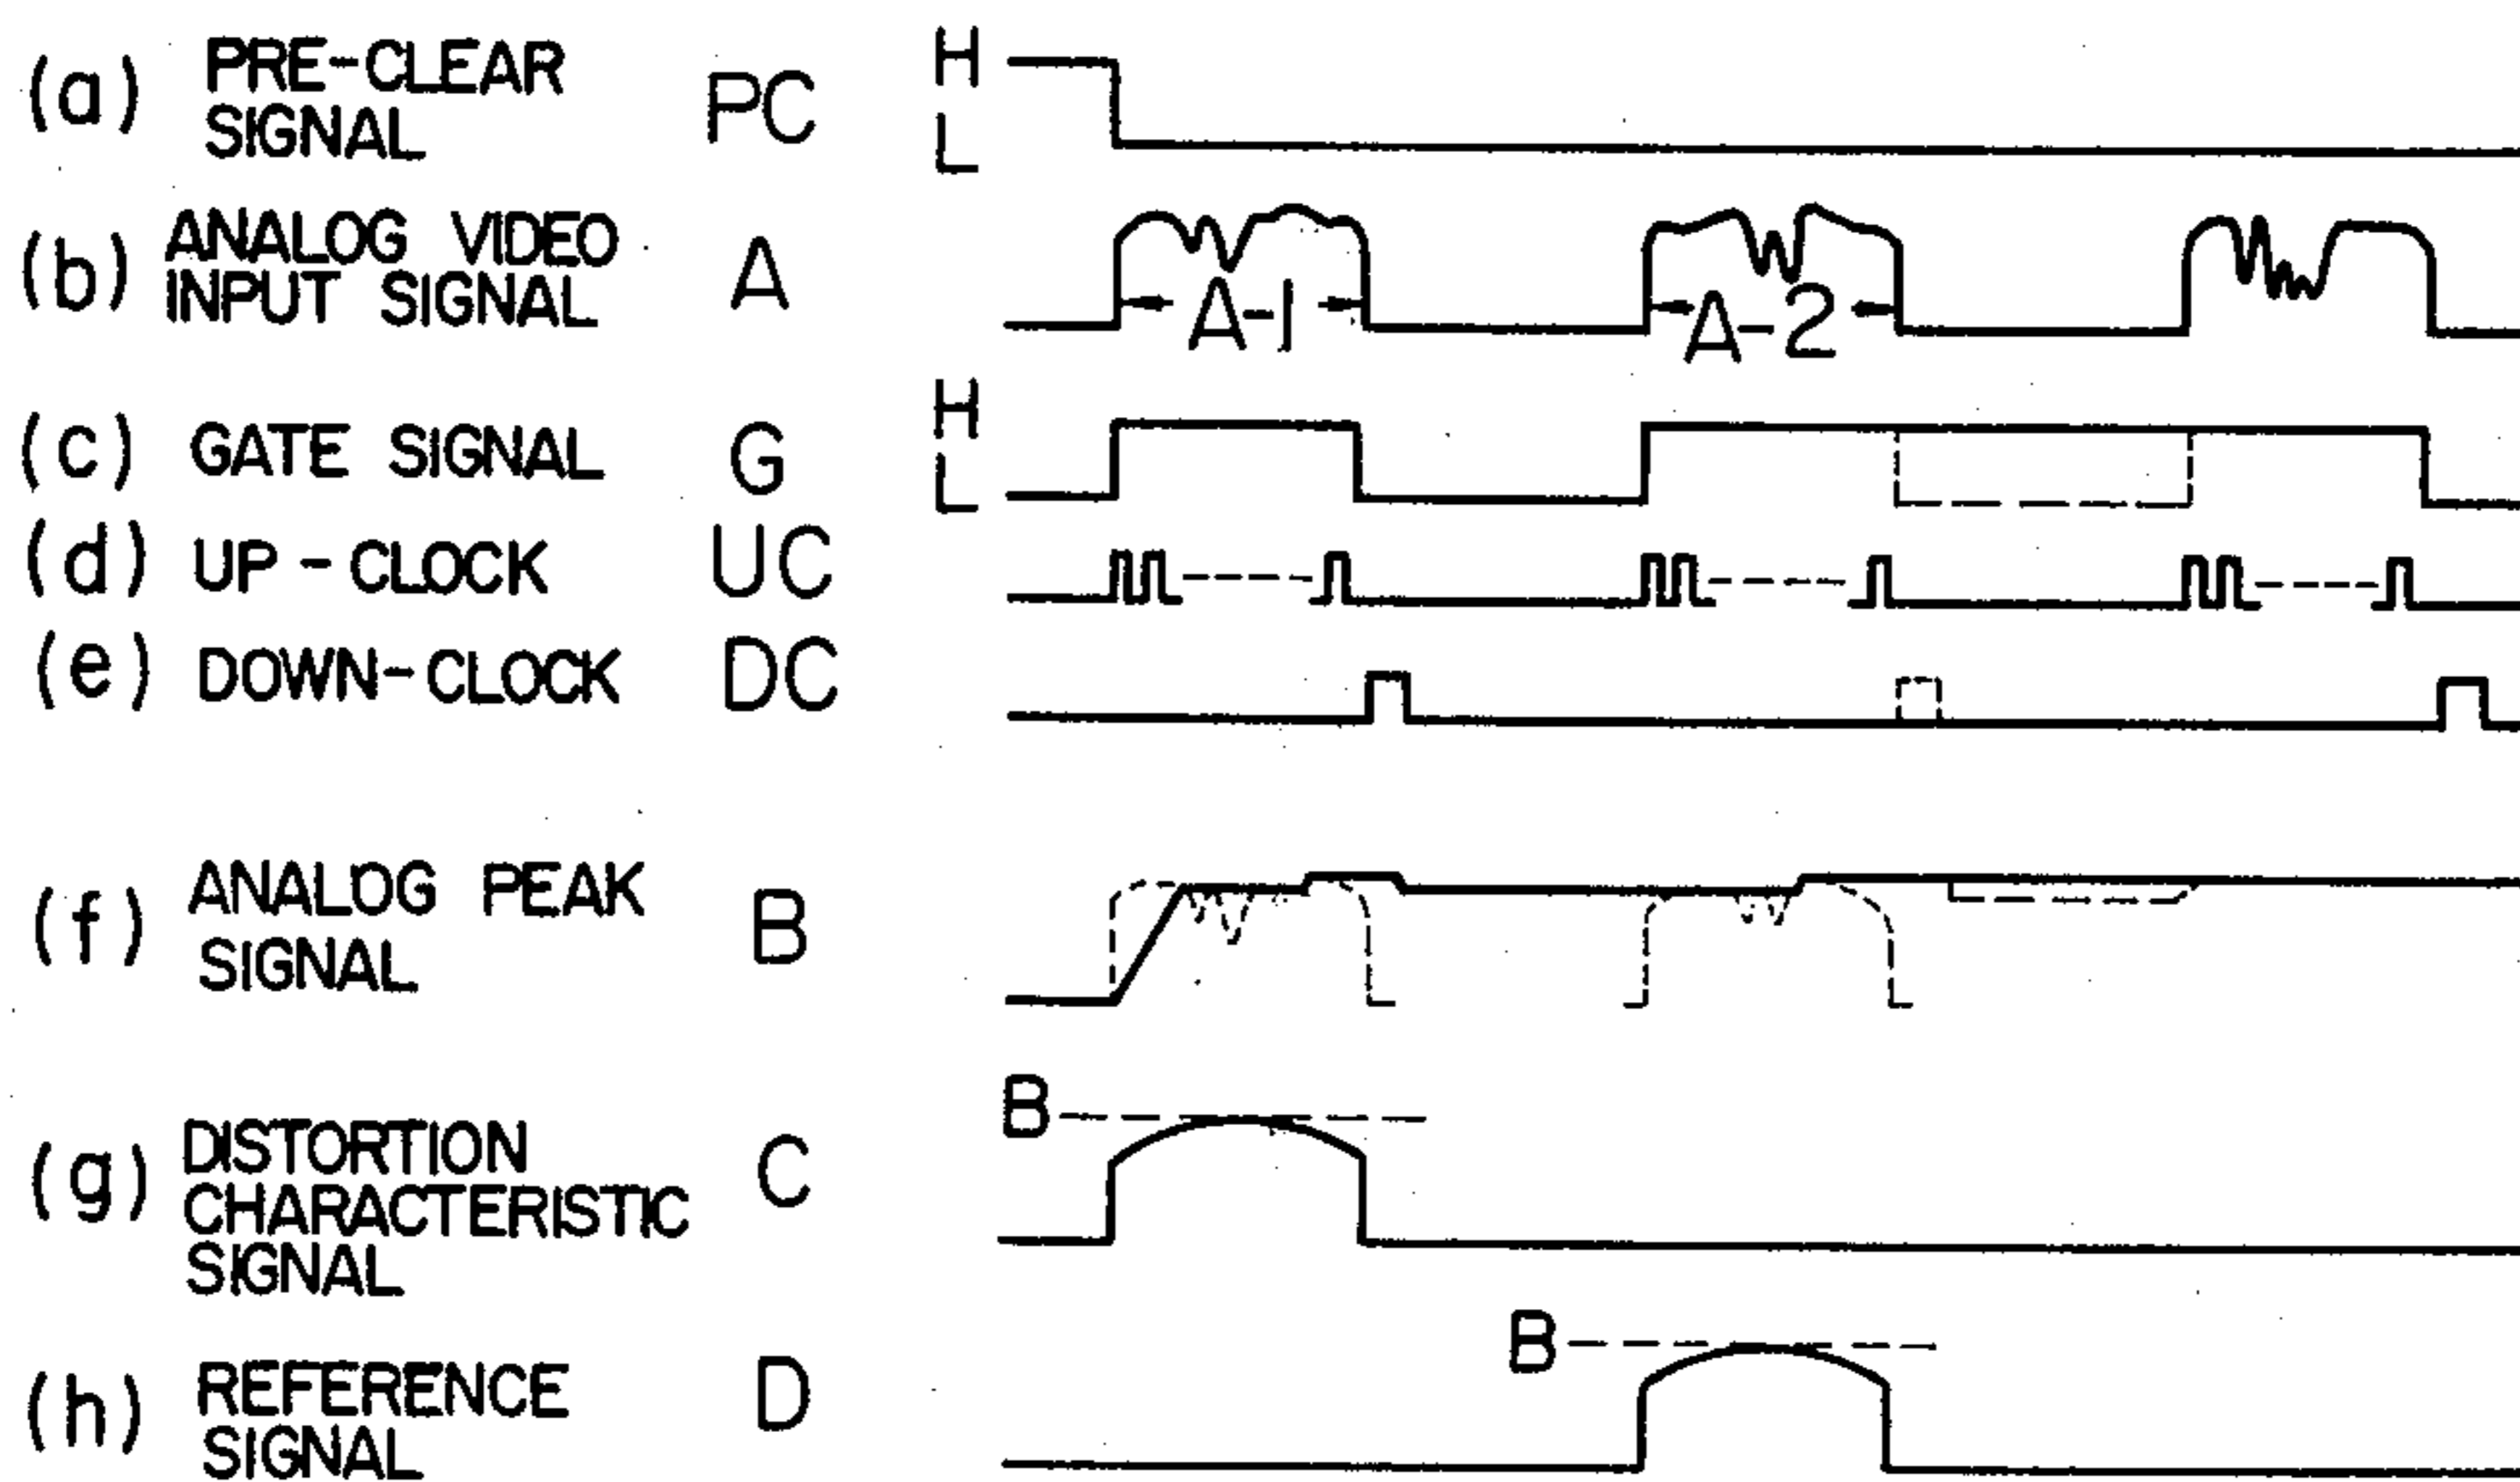 (a) PRE-CLEAR
SIGNAL
PC
H
L
(b) ANALOG VIDEO
INPUT SIGNAL
A
A-1
A-2
(c) GATE SIGNAL
G
H
L
(d) UP-CLOCK
UC
(e) DOWN-CLOCK
DC
(f) ANALOG PEAK
SIGNAL
B
(g) DISTORTION
CHARACTERISTIC
SIGNAL
C
B
(h) REFERENCE
SIGNAL
D
B